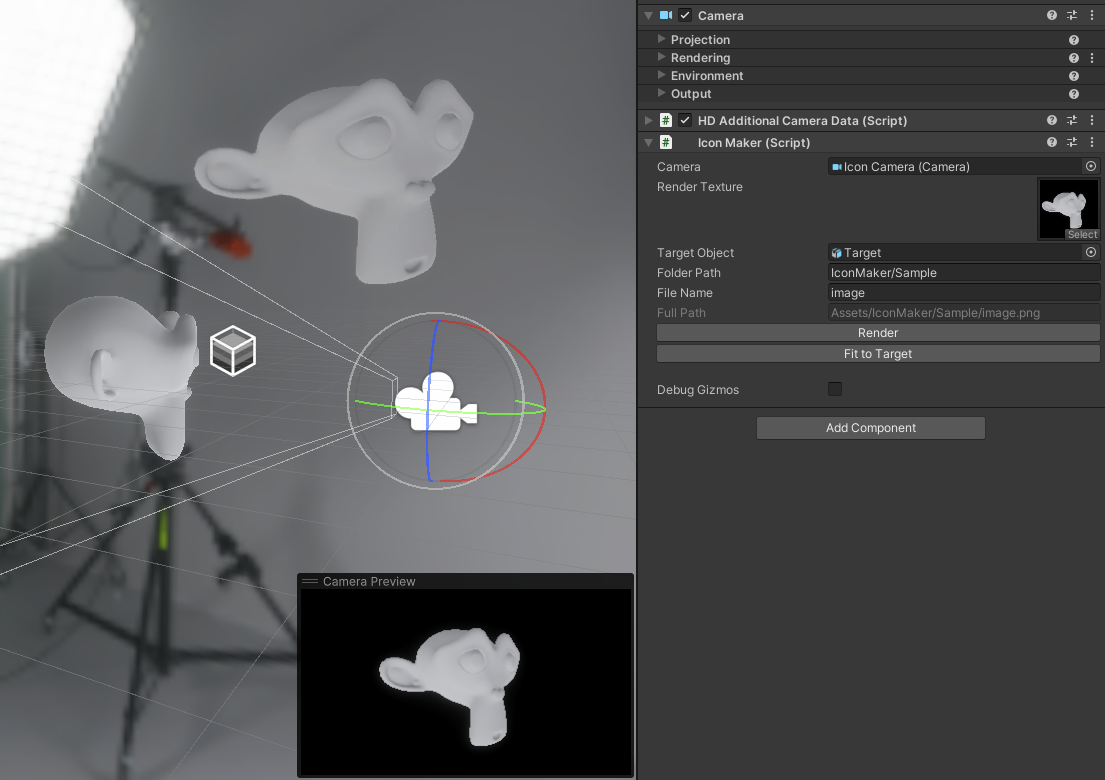 Camera
Projection
Rendering
Environment
Output
# HD Additional Camera Data (Script)
# Icon Maker (Script)
Camera Icon Camera (Camera)
Render Texture
Select
Target Object Target
Folder Path IconMaker/Sample
File Name image
Full Path Assets/IconMaker/Sample/image.png
Render
Fit to Target
Debug Gizmos
Add Component
Camera Preview